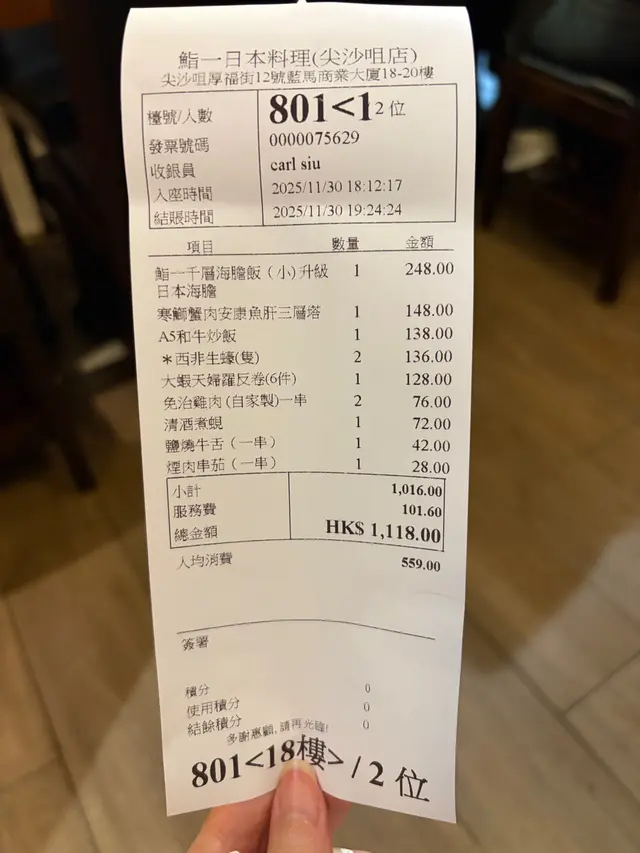 鮨一日本料理(尖沙咀店)
尖沙咀厚福街12號藍馬商業大廈18-20樓
檯號/人數 801<1 2 位
發票號碼 0000075629
收銀員 carl siu
入座時間 2025/11/30 18:12:17
結賬時間 2025/11/30 19:24:24
項目 數量 金額
鮨一千層海膽飯（小）升級 1 248.00
日本海膽
寒鰤蟹肉安康魚肝三層塔 1 148.00
A5和牛炒飯 1 138.00
＊西非生蠔(隻) 2 136.00
大蝦天婦羅反卷(6件) 1 128.00
免治雞肉(自家製)一串 2 76.00
清酒煮蜆 1 72.00
鹽燒牛舌（一串） 1 42.00
煙肉串茄（一串） 1 28.00
小計 1,016.00
服務費 101.60
總金額 HK$ 1,118.00
人均消費 559.00
簽署
積分 0
使用積分 0
結餘積分 0
多謝惠顧,請再光臨!
801<18樓> / 2 位